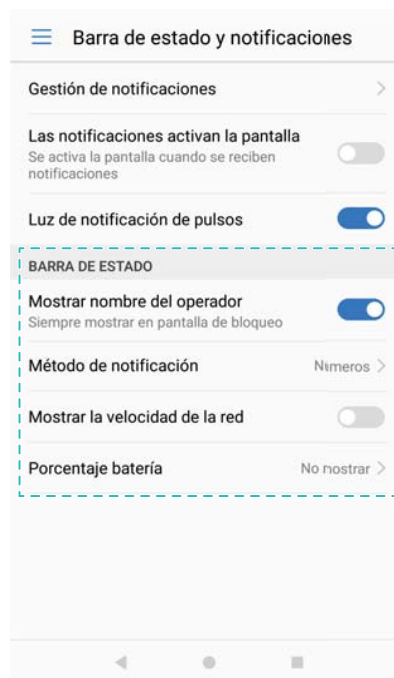 Barra de estado y notificaciones
Gestión de notificaciones
Las notificaciones activan la pantalla
Se activa la pantalla cuando se reciben
notificaciones
Luz de notificación de pulsos
BARRA DE ESTADO
Mostrar nombre del operador
Siempre mostrar en pantalla de bloqueo
Método de notificación
Números
Mostrar la velocidad de la red
Porcentaje batería
No mostrar